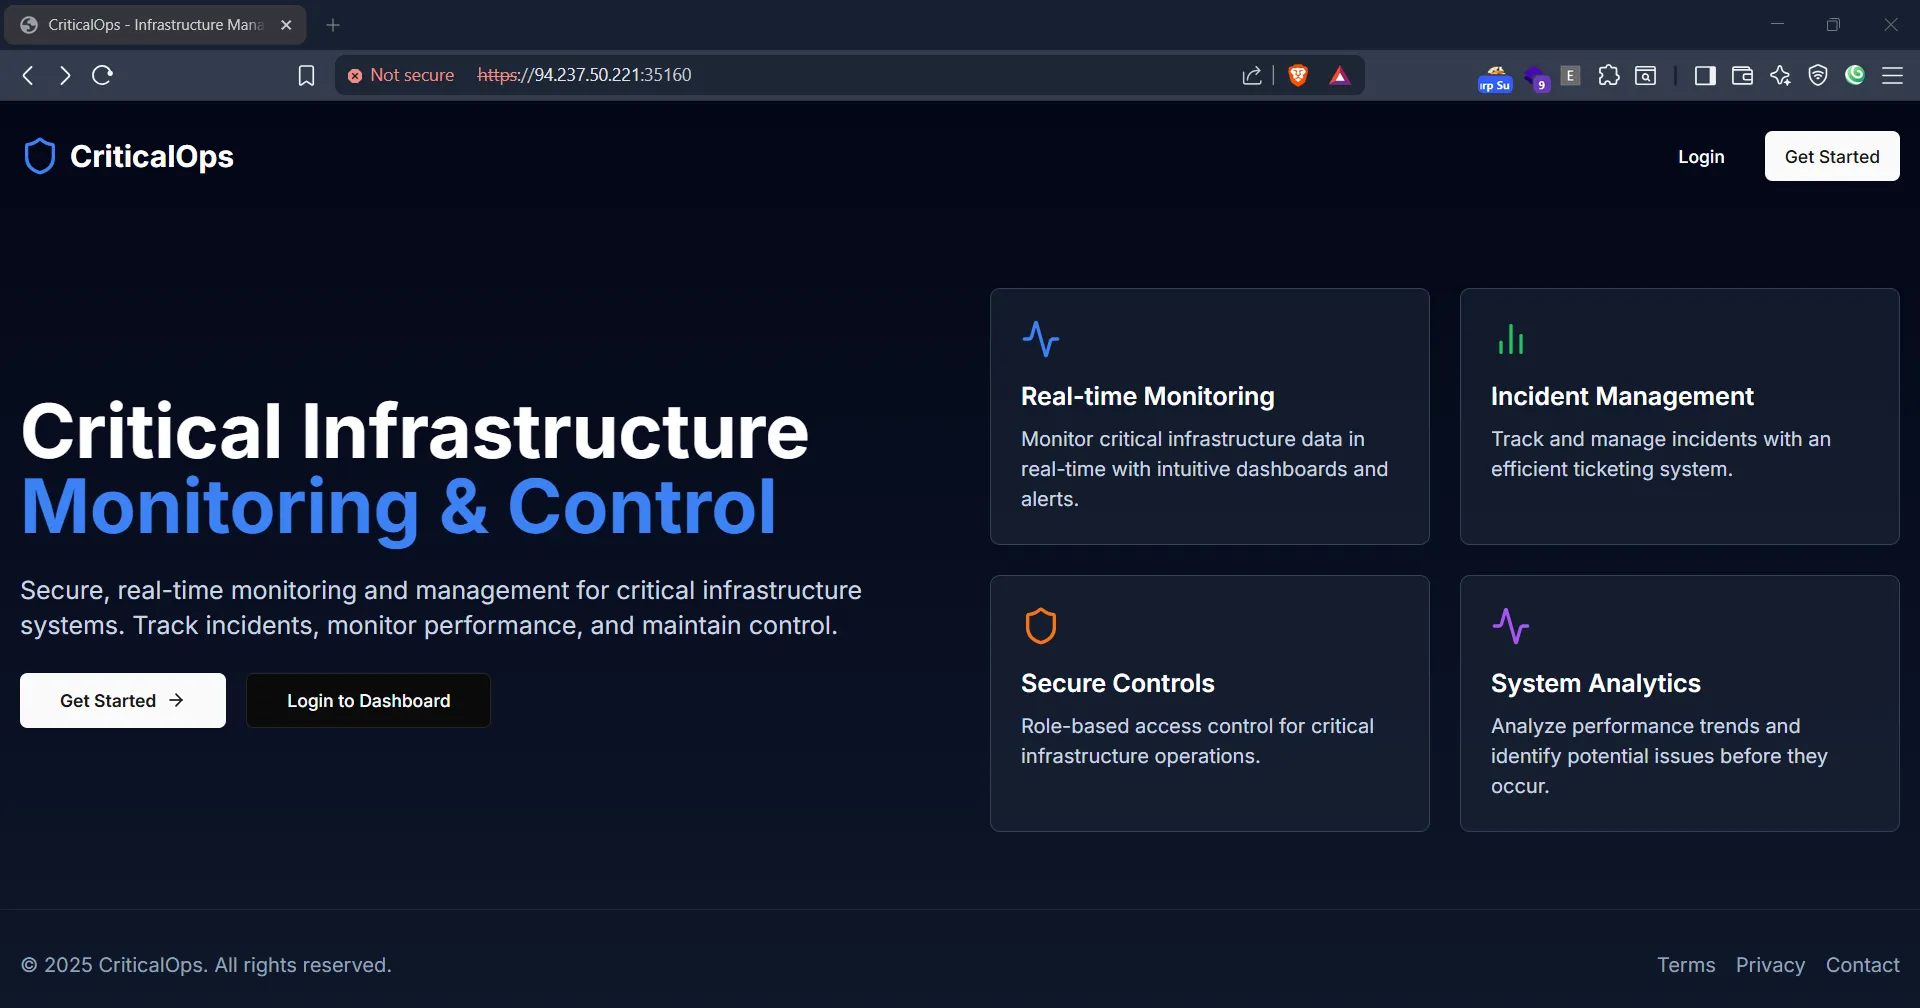 CriticalOps - Infrastructure Mana
Not secure https://94.237.50.221:35160
rp Su
9
E
CriticalOps
Login
Get Started
Critical Infrastructure
Monitoring & Control
Secure, real-time monitoring and management for critical infrastructure
systems. Track incidents, monitor performance, and maintain control.
Get Started →
Login to Dashboard
Real-time Monitoring
Monitor critical infrastructure data in
real-time with intuitive dashboards and
alerts.
Incident Management
Track and manage incidents with an
efficient ticketing system.
Secure Controls
Role-based access control for critical
infrastructure operations.
System Analytics
Analyze performance trends and
identify potential issues before they
occur.
© 2025 CriticalOps. All rights reserved.
Terms Privacy Contact